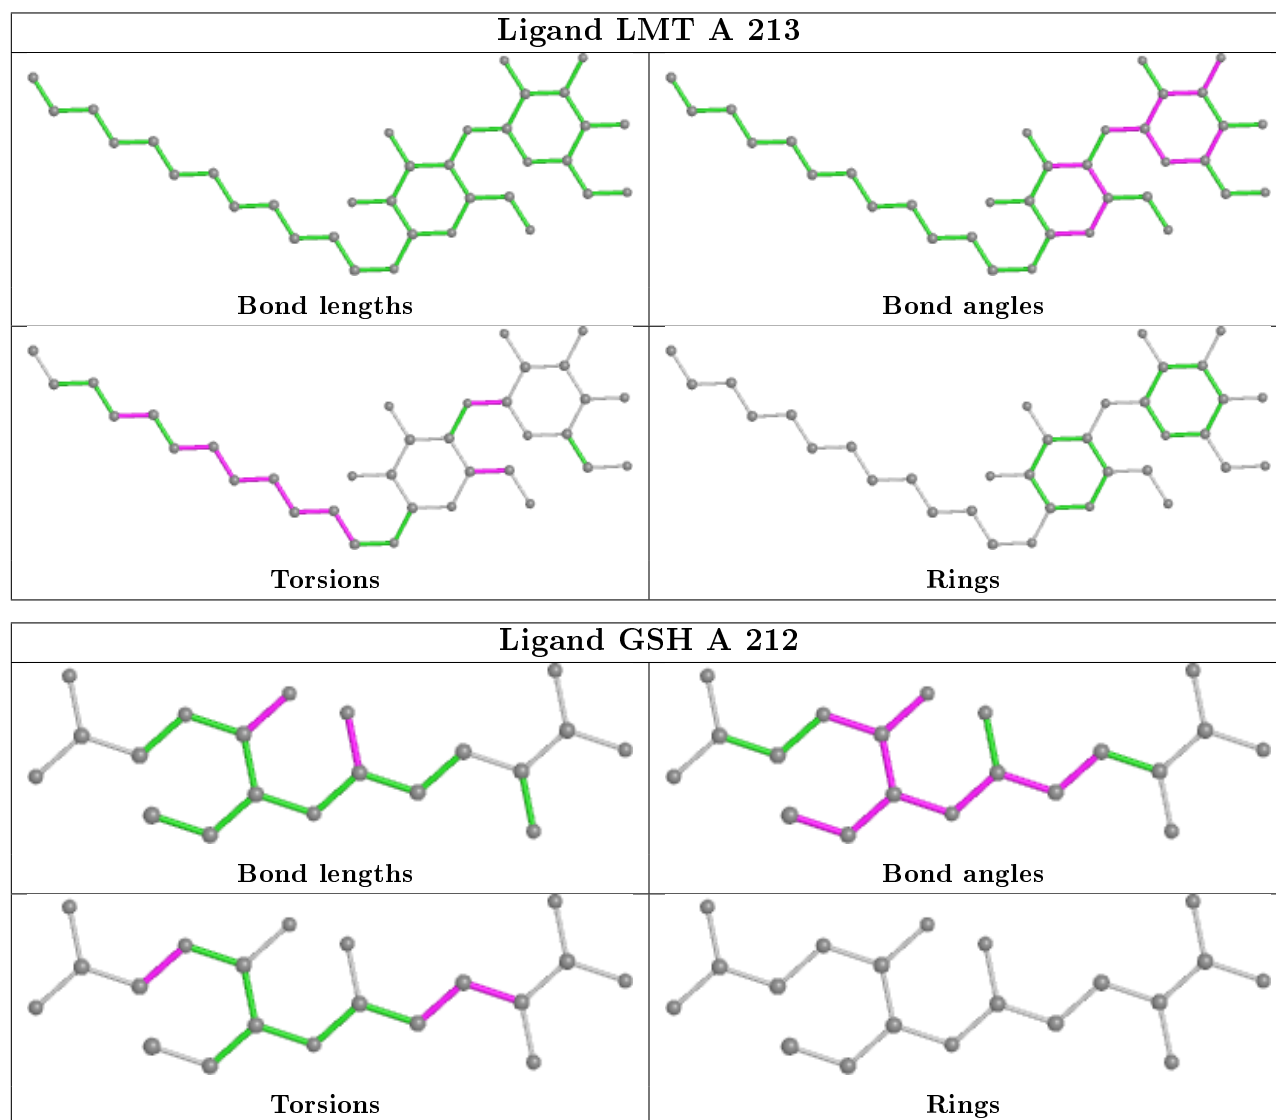 Ligand LMT A 213
Bond lengths
Bond angles
Torsions
Rings
Ligand GSH A 212
Bond lengths
Bond angles
Torsions
Rings